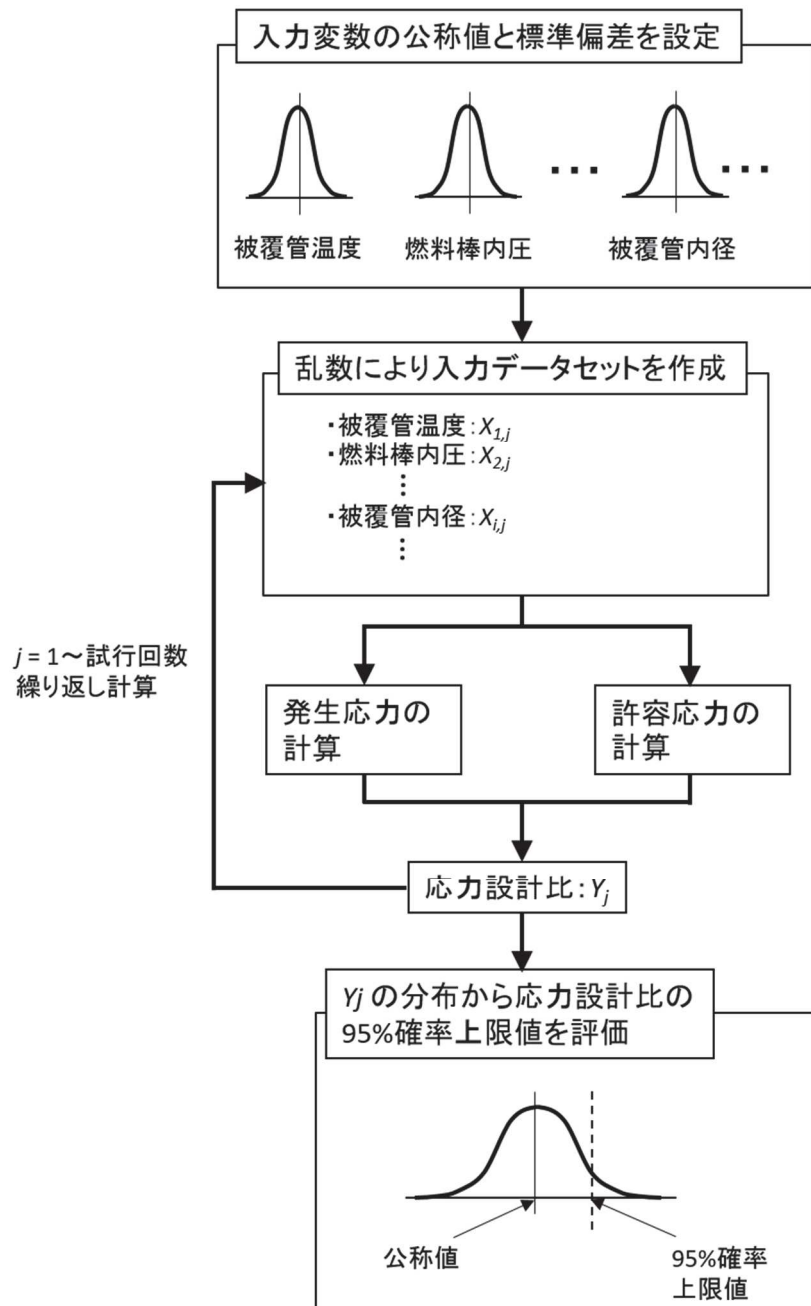 入力変数の公称値と標準偏差を設定
被覆管温度
燃料棒内圧
・・・
被覆管内径
・・・
乱数により入力データセットを作成
・被覆管温度：X1,j
・燃料棒内圧：X2,j
⋮
・被覆管内径：Xi,j
⋮
j = 1～試行回数
繰り返し計算
発生応力の
計算
許容応力の
計算
応力設計比：Yj
Yj の分布から応力設計比の
95%確率上限値を評価
公称値
95%確率
上限値